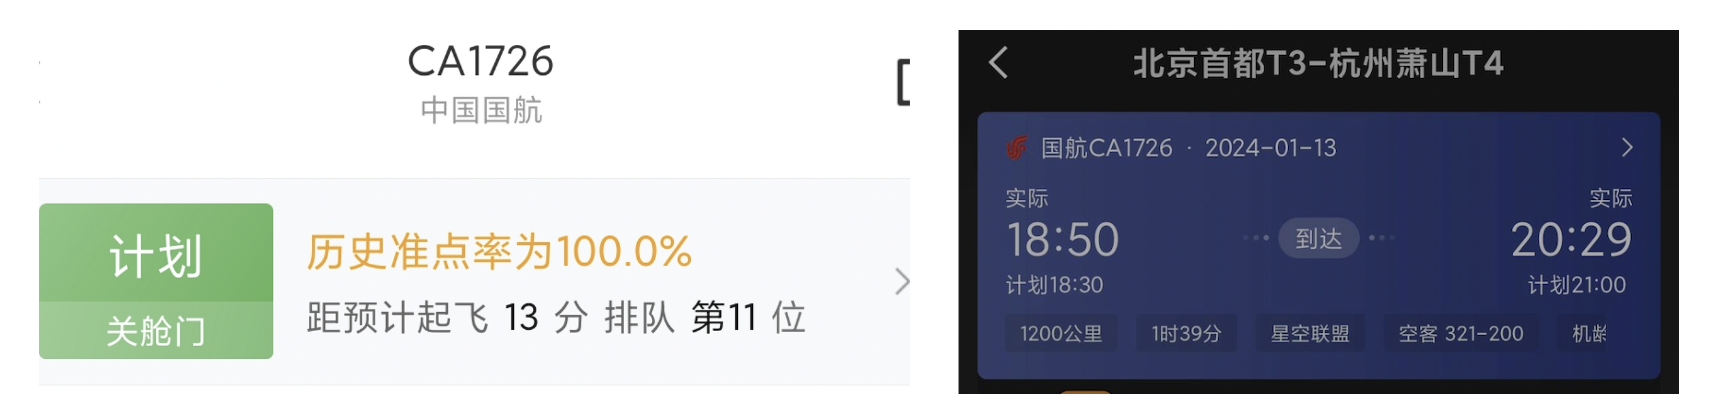 CA1726
中国国航
计划
关舱门
历史准点率为100.0%
距预计起飞 13 分 排队 第11 位
北京首都T3-杭州萧山T4
国航CA1726 · 2024-01-13
实际
实际
18:50
到达
20:29
计划18:30
计划21:00
1200公里
1时39分
星空联盟
空客 321-200
机龄